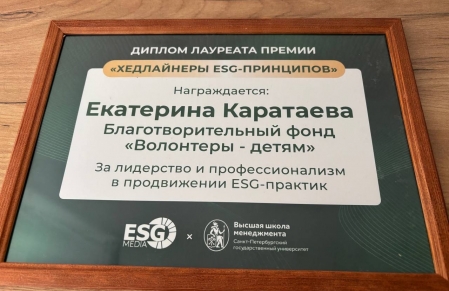 ДИПЛОМ ЛАУРЕАТА ПРЕМИИ
«ХЕДЛАЙНЕРЫ ESG-ПРИНЦИПОВ»
Награждается:
Екатерина Каратаева
Благотворительный фонд
«Волонтеры - детям»
За лидерство и профессионализм
в продвижении ESG-практик
ESG
MEDIA
×
Высшая школа
менеджмента
Санкт-Петербургский
государственный университет